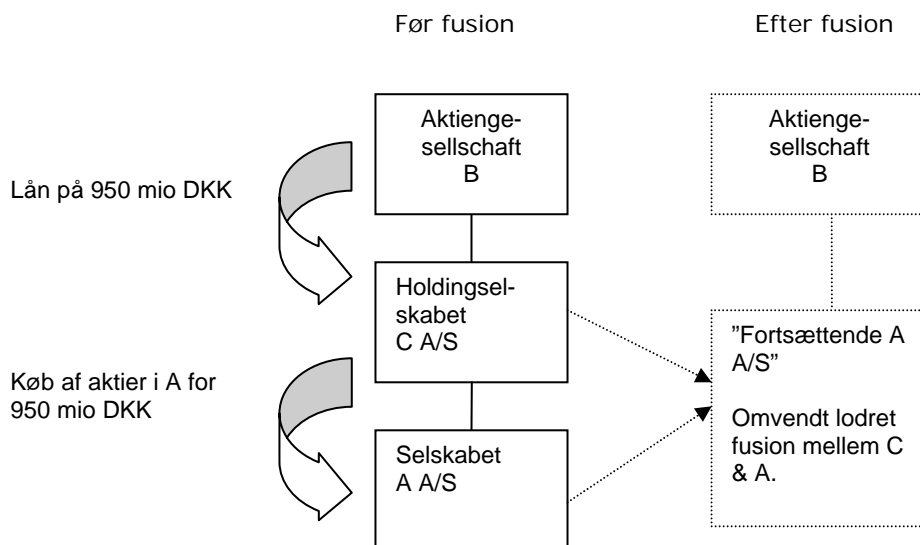 Før fusion
Efter fusion
Aktienge-
sellschaft
B
Aktienge-
sellschaft
B
Lån på 950 mio DKK
Holdingsel-
skabet
C A/S
”Fortsættende A
A/S”
Omvendt lodret
fusion mellem C
& A.
Køb af aktier i A for
950 mio DKK
Selskabet
A A/S